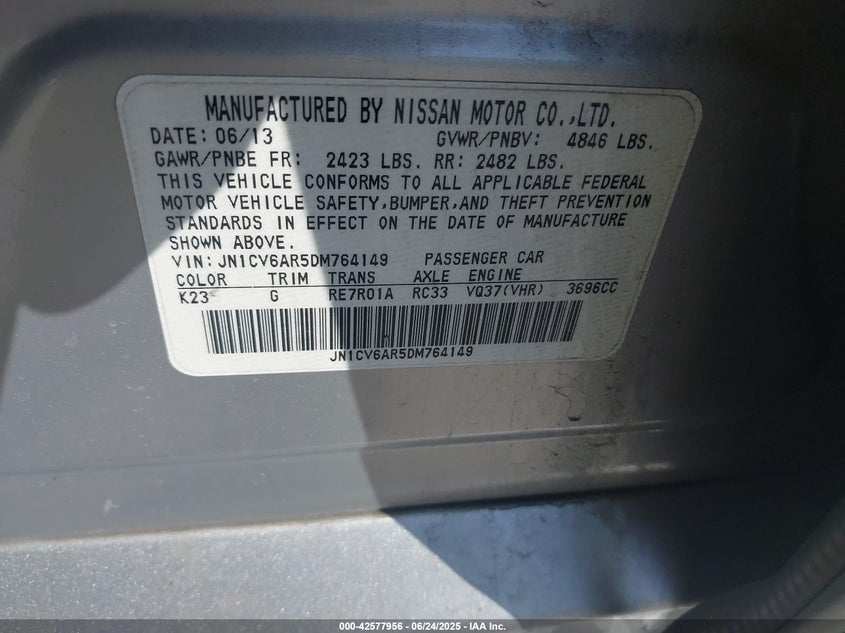 MANUFACTURED BY NISSAN MOTOR CO.,LTD.
DATE: 06/13 GVWR/PNBV: 4846 LBS.
GAWR/PNBE FR: 2423 LBS. RR: 2482 LBS.
THIS VEHICLE CONFORMS TO ALL APPLICABLE FEDERAL
MOTOR VEHICLE SAFETY,BUMPER,AND THEFT PREVENTION
STANDARDS IN EFFECT ON THE DATE OF MANUFACTURE
SHOWN ABOVE.
VIN: JN1CV6AR5DM764149 PASSENGER CAR
COLOR TRIM TRANS AXLE ENGINE
K23 G RE7R01A RC33 VQ37(VHR) 3696CC
JN1CV6AR5DM764149
000-42577956 - 06/24/2025 - IAA Inc.